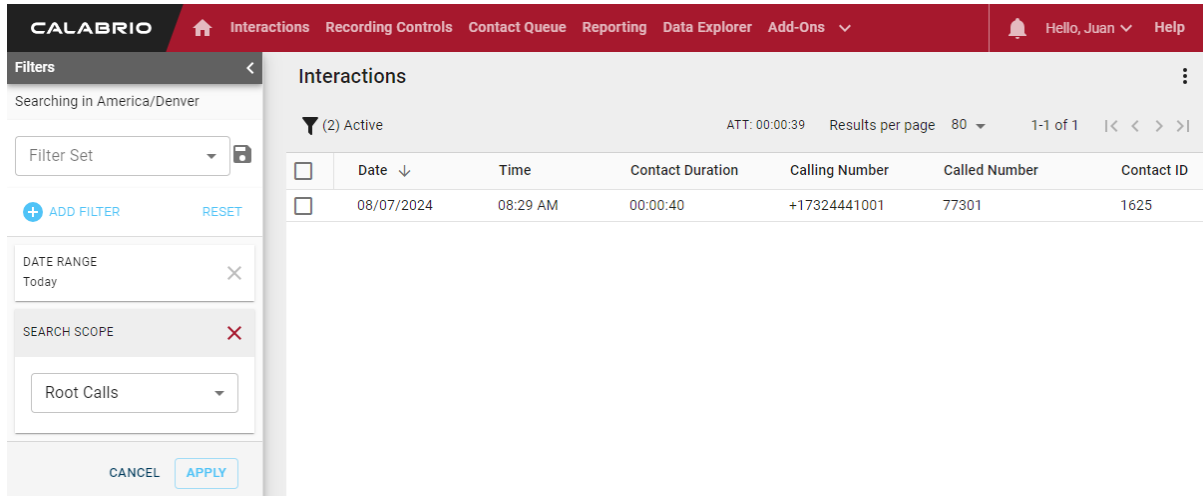 CALABRIO Interactions Recording Controls Contact Queue Reporting Data Explorer Add-Ons Hello, Juan Help
Filters
Searching in America/Denver
Filter Set
ADD FILTER RESET
DATE RANGE
Today
SEARCH SCOPE
Root Calls
CANCEL APPLY
Interactions
(2) Active ATT: 00:00:39 Results per page 80 1-1 of 1
Date Time Contact Duration Calling Number Called Number Contact ID
08/07/2024 08:29 AM 00:00:40 +17324441001 77301 1625